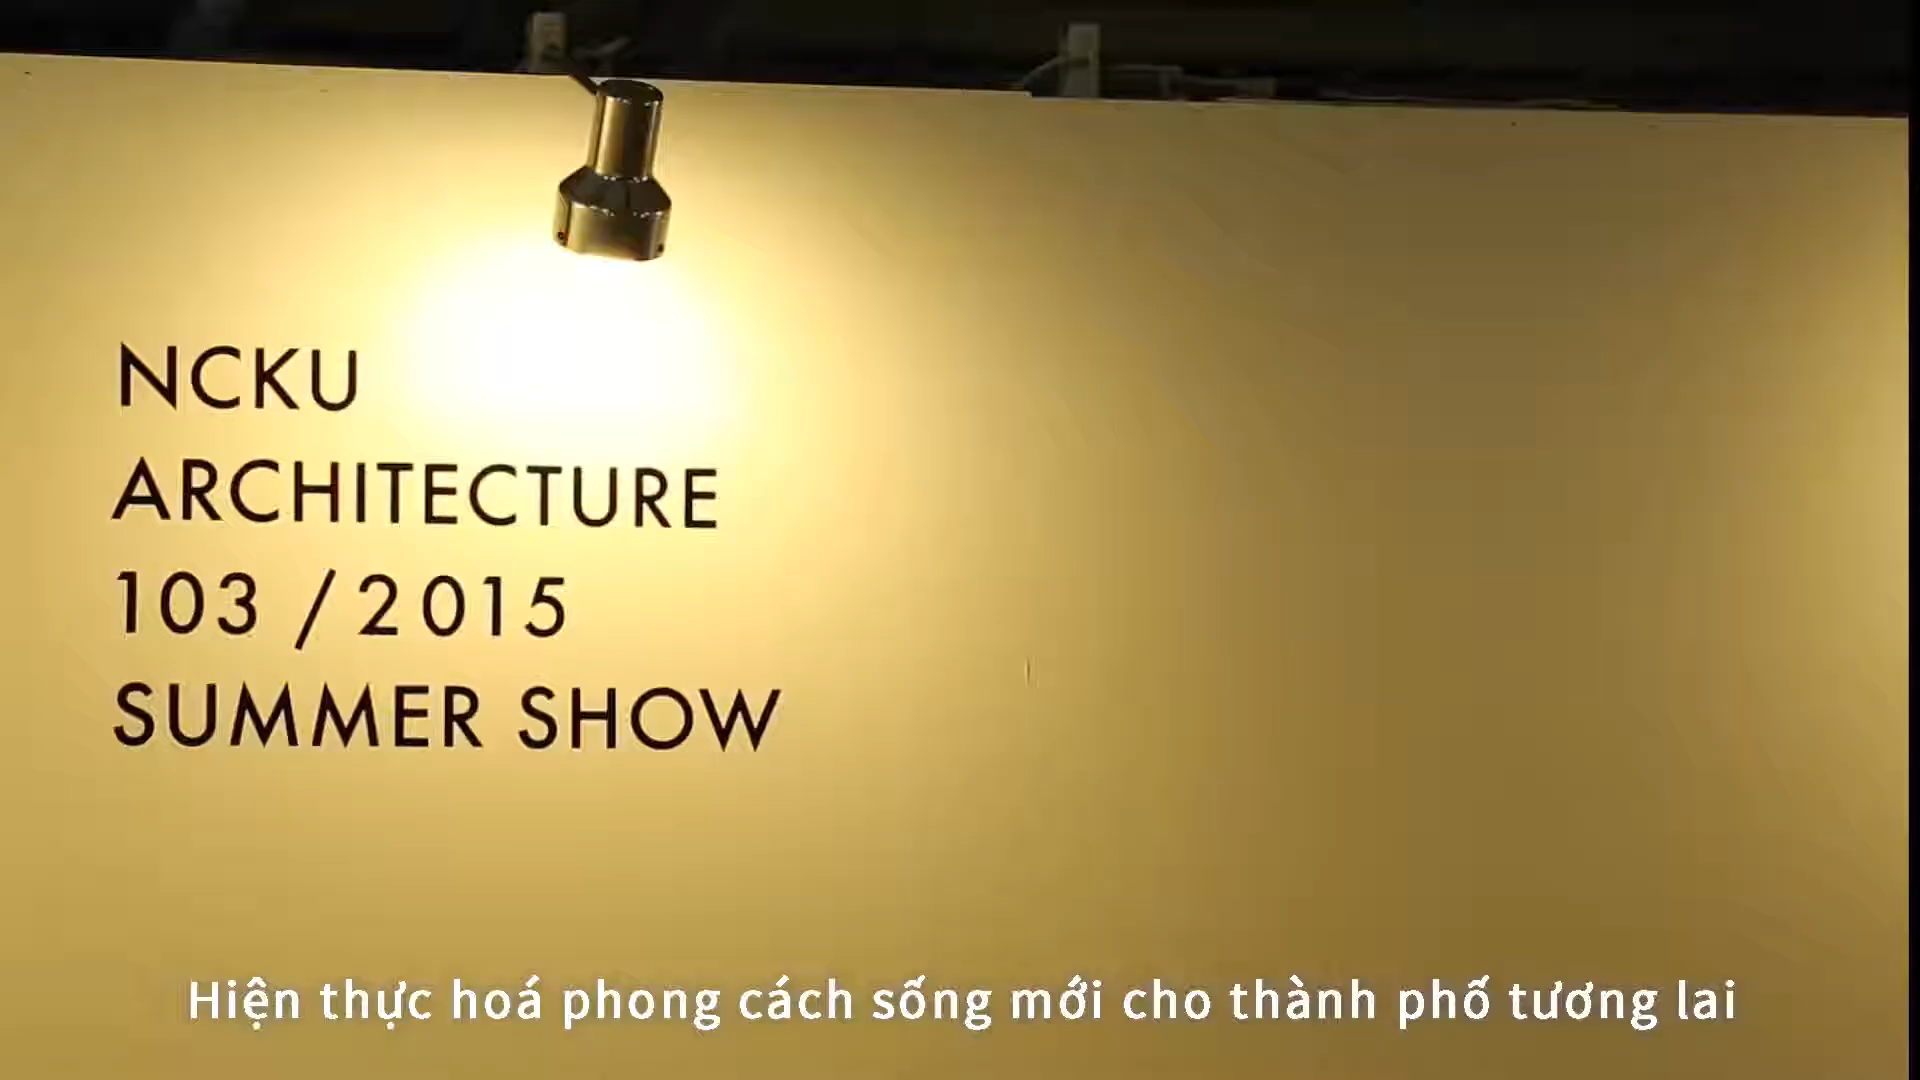 NCKU
ARCHITECTURE
103 / 2015
SUMMER SHOW
Hiện thực hoá phong cách sống mới cho thành phố tương lai